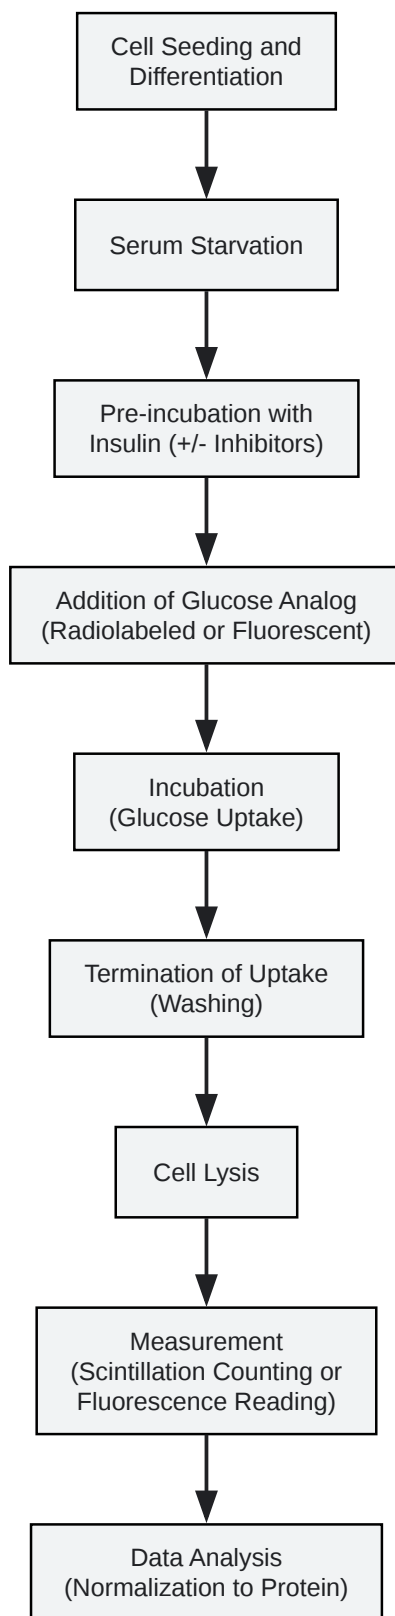 Cell Seeding and
Differentiation
Serum Starvation
Pre-incubation with
Insulin (+/- Inhibitors)
Addition of Glucose Analog
(Radiolabeled or Fluorescent)
Incubation
(Glucose Uptake)
Termination of Uptake
(Washing)
Cell Lysis
Measurement
(Scintillation Counting or
Fluorescence Reading)
Data Analysis
(Normalization to Protein)